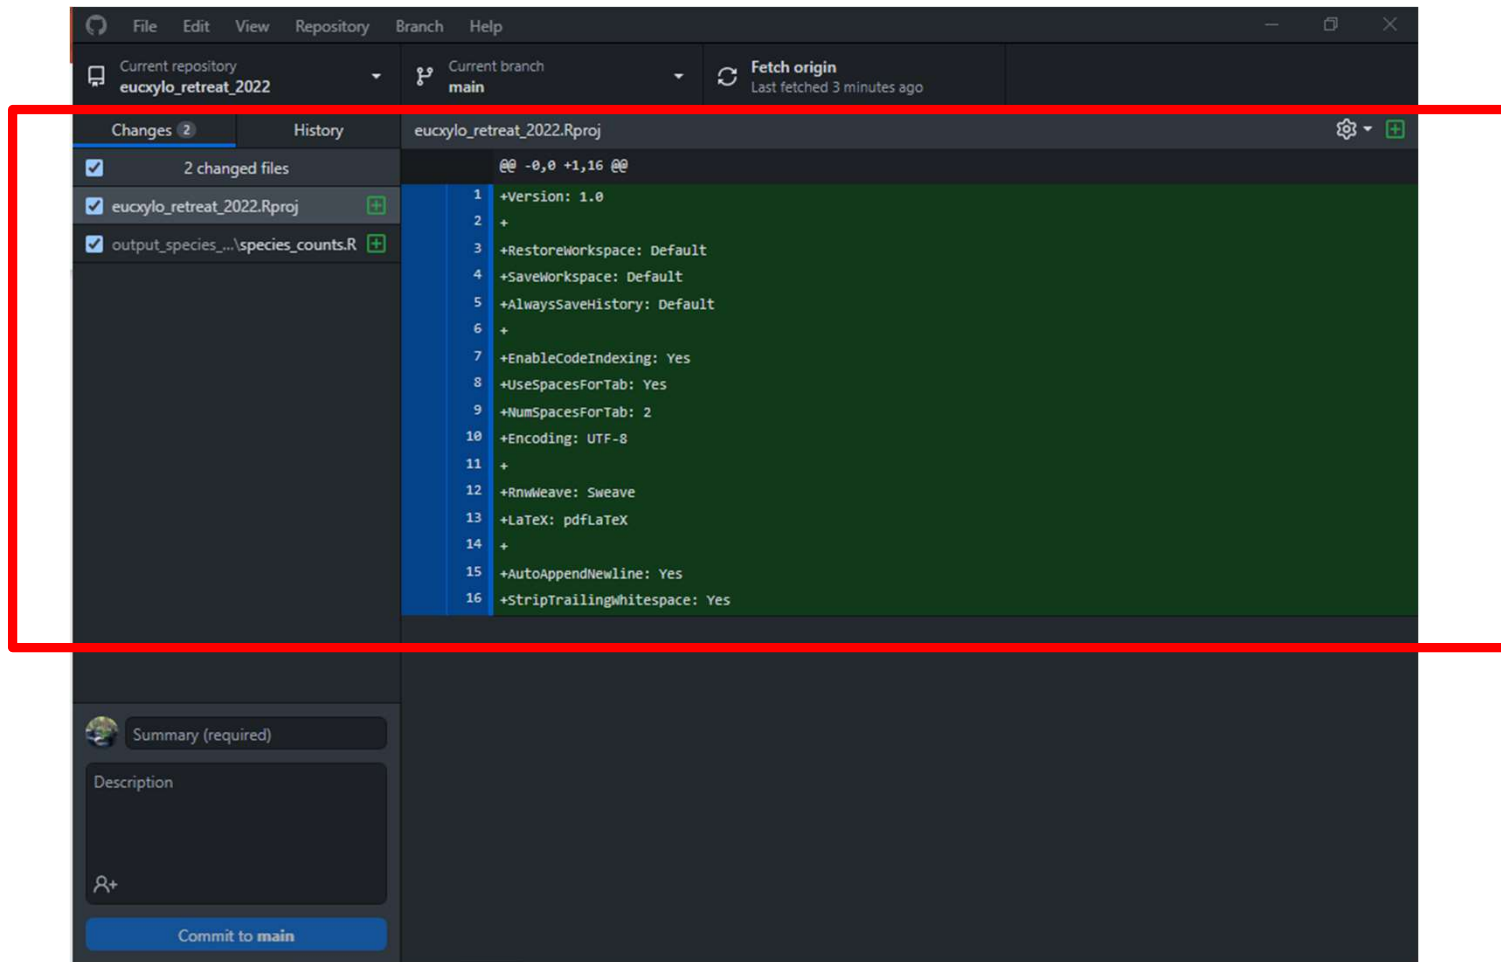 File Edit View Repository Branch Help
Current repository
eucxylo_retreat_2022
Current branch
main
Fetch origin
Last fetched 3 minutes ago
Changes 2
History
2 changed files
eucxylo_retreat_2022.Rproj
output_species_...\species_counts.R
eucxylo_retreat_2022.Rproj
@@ -0,0 +1,16 @@
1 +Version: 1.0
2 +
3 +RestoreWorkspace: Default
4 +SaveWorkspace: Default
5 +AlwaysSaveHistory: Default
6 +
7 +EnableCodeIndexing: Yes
8 +UseSpacesForTab: Yes
9 +NumSpacesForTab: 2
10 +Encoding: UTF-8
11 +
12 +RnwWeave: Sweave
13 +LaTeX: pdfLaTeX
14 +
15 +AutoAppendNewline: Yes
16 +StripTrailingWhitespace: Yes
Summary (required)
Description
Commit to main